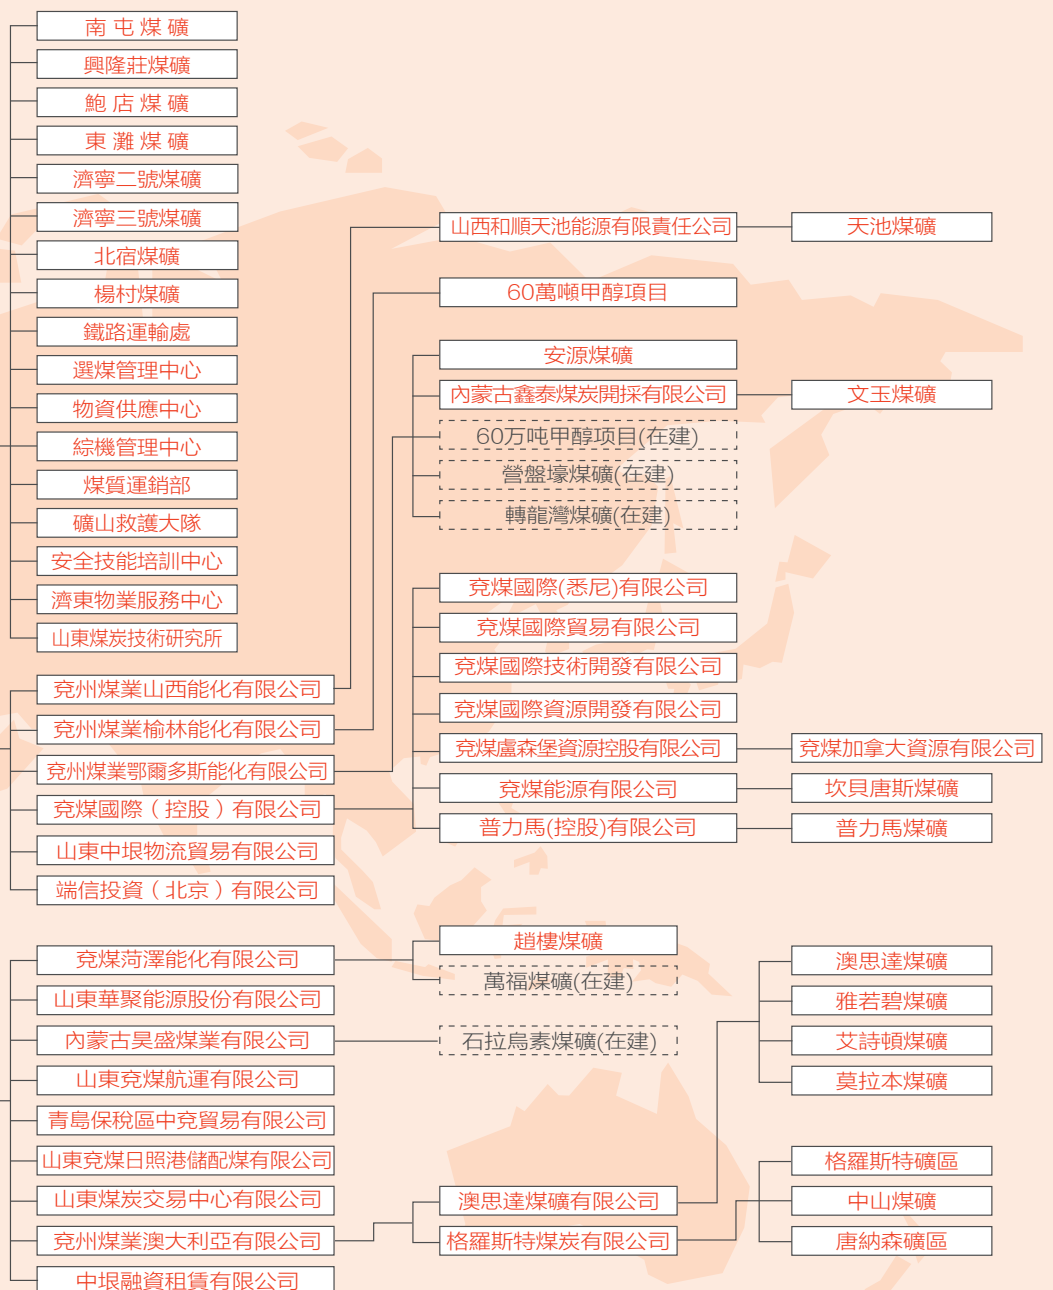 南屯煤礦
興隆莊煤礦
鮑店煤礦
東灘煤礦
濟寧二號煤礦
濟寧三號煤礦
北宿煤礦
楊村煤礦
鐵路運輸處
選煤管理中心
物資供應中心
綜機管理中心
煤質運銷部
礦山救護大隊
安全技能培訓中心
濟東物業服務中心
山東煤炭技術研究所
兗州煤業山西能化有限公司
兗州煤業榆林能化有限公司
兗州煤業鄂爾多斯能化有限公司
兗煤國際（控股）有限公司
山東中垠物流貿易有限公司
端信投資（北京）有限公司
兗煤菏澤能化有限公司
山東華聚能源股份有限公司
內蒙古昊盛煤業有限公司
山東兗煤航運有限公司
青島保稅區中兗貿易有限公司
山東兗煤日照港儲配煤有限公司
山東煤炭交易中心有限公司
兗州煤業澳大利亞有限公司
中垠融資租賃有限公司
山西和順天池能源有限責任公司
60萬噸甲醇項目
安源煤礦
內蒙古鑫泰煤炭開採有限公司
60万吨甲醇项目(在建)
營盤壕煤礦(在建)
轉龍灣煤礦(在建)
兗煤國際(悉尼)有限公司
兗煤國際貿易有限公司
兗煤國際技術開發有限公司
兗煤國際資源開發有限公司
兗煤盧森堡資源控股有限公司
兗煤能源有限公司
普力馬(控股)有限公司
趙樓煤礦
萬福煤礦(在建)
石拉烏素煤礦(在建)
澳思達煤礦有限公司
格羅斯特煤炭有限公司
天池煤礦
文玉煤礦
兗煤加拿大資源有限公司
坎貝唐斯煤礦
普力馬煤礦
澳思達煤礦
雅若碧煤礦
艾詩頓煤礦
莫拉本煤礦
格羅斯特礦區
中山煤礦
唐納森礦區